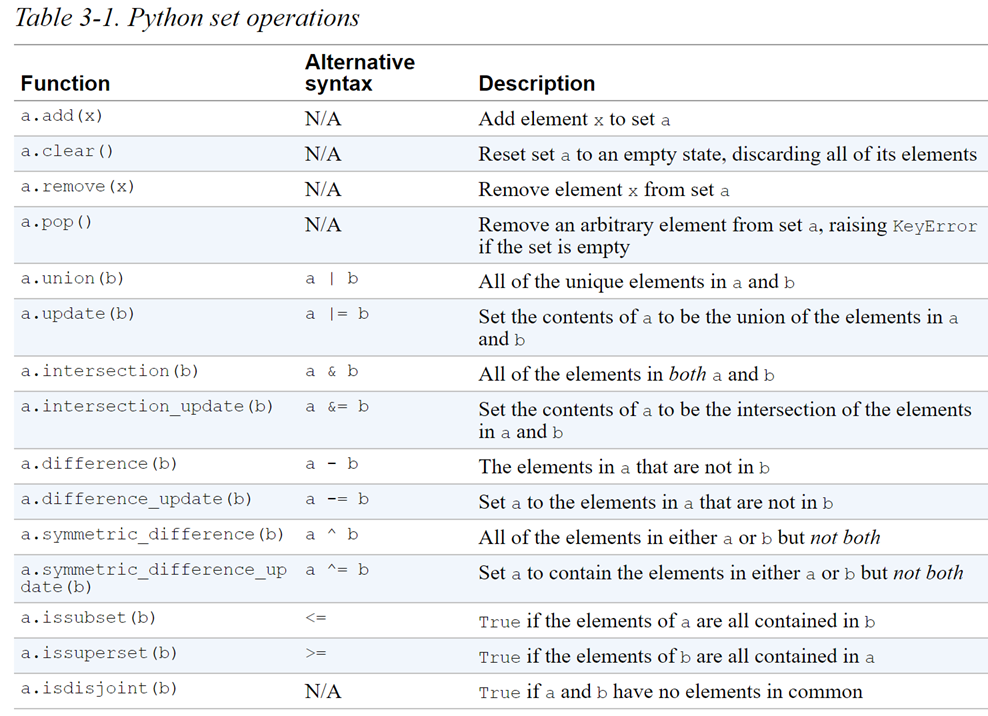 Table 3-1. Python set operations
Function Alternative syntax Description
a.add(x) N/A Add element x to set a
a.clear() N/A Reset set a to an empty state, discarding all of its elements
a.remove(x) N/A Remove element x from set a
a.pop() N/A Remove an arbitrary element from set a, raising KeyError
if the set is empty
a.union(b) a | b All of the unique elements in a and b
a.update(b) a |= b Set the contents of a to be the union of the elements in a
and b
a.intersection(b) a & b All of the elements in both a and b
a.intersection_update(b) a &= b Set the contents of a to be the intersection of the elements
in a and b
a.difference(b) a - b The elements in a that are not in b
a.difference_update(b) a -= b Set a to the elements in a that are not in b
a.symmetric_difference(b) a ^ b All of the elements in either a or b but not both
a.symmetric_difference_up a ^= b Set a to contain the elements in either a or b but not both
date(b)
a.issubset(b) <= True if the elements of a are all contained in b
a.issuperset(b) >= True if the elements of b are all contained in a
a.isdisjoint(b) N/A True if a and b have no elements in common